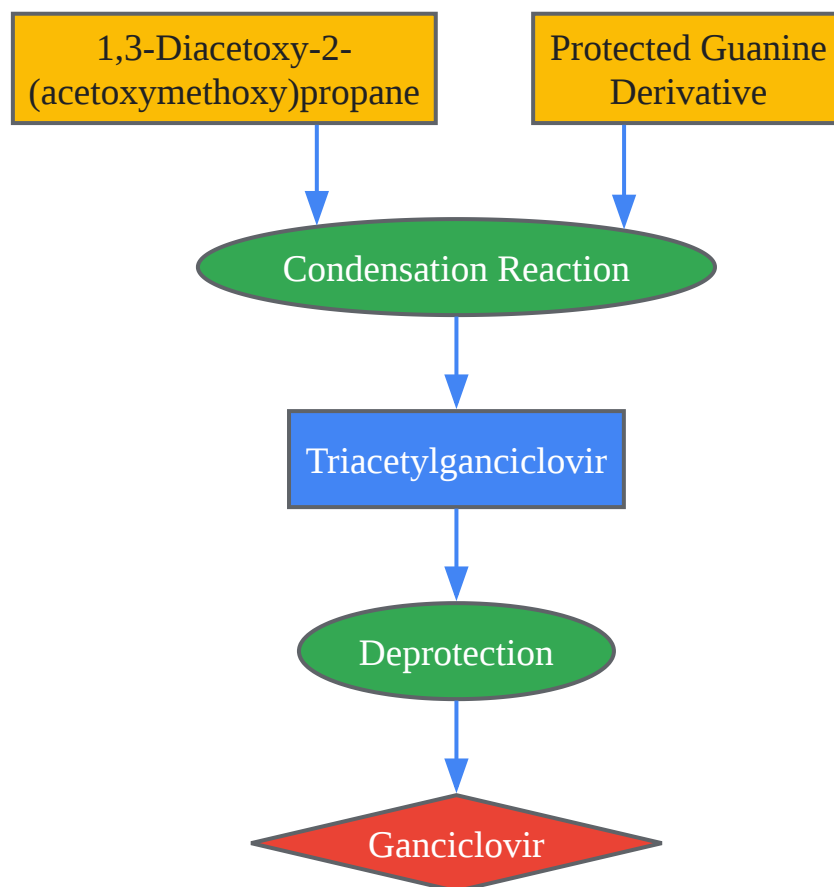 1,3-Diacetoxy-2-
(acetoxymethoxy)propane
Protected Guanine
Derivative
Condensation Reaction
Triacetylganciclovir
Deprotection
Ganciclovir